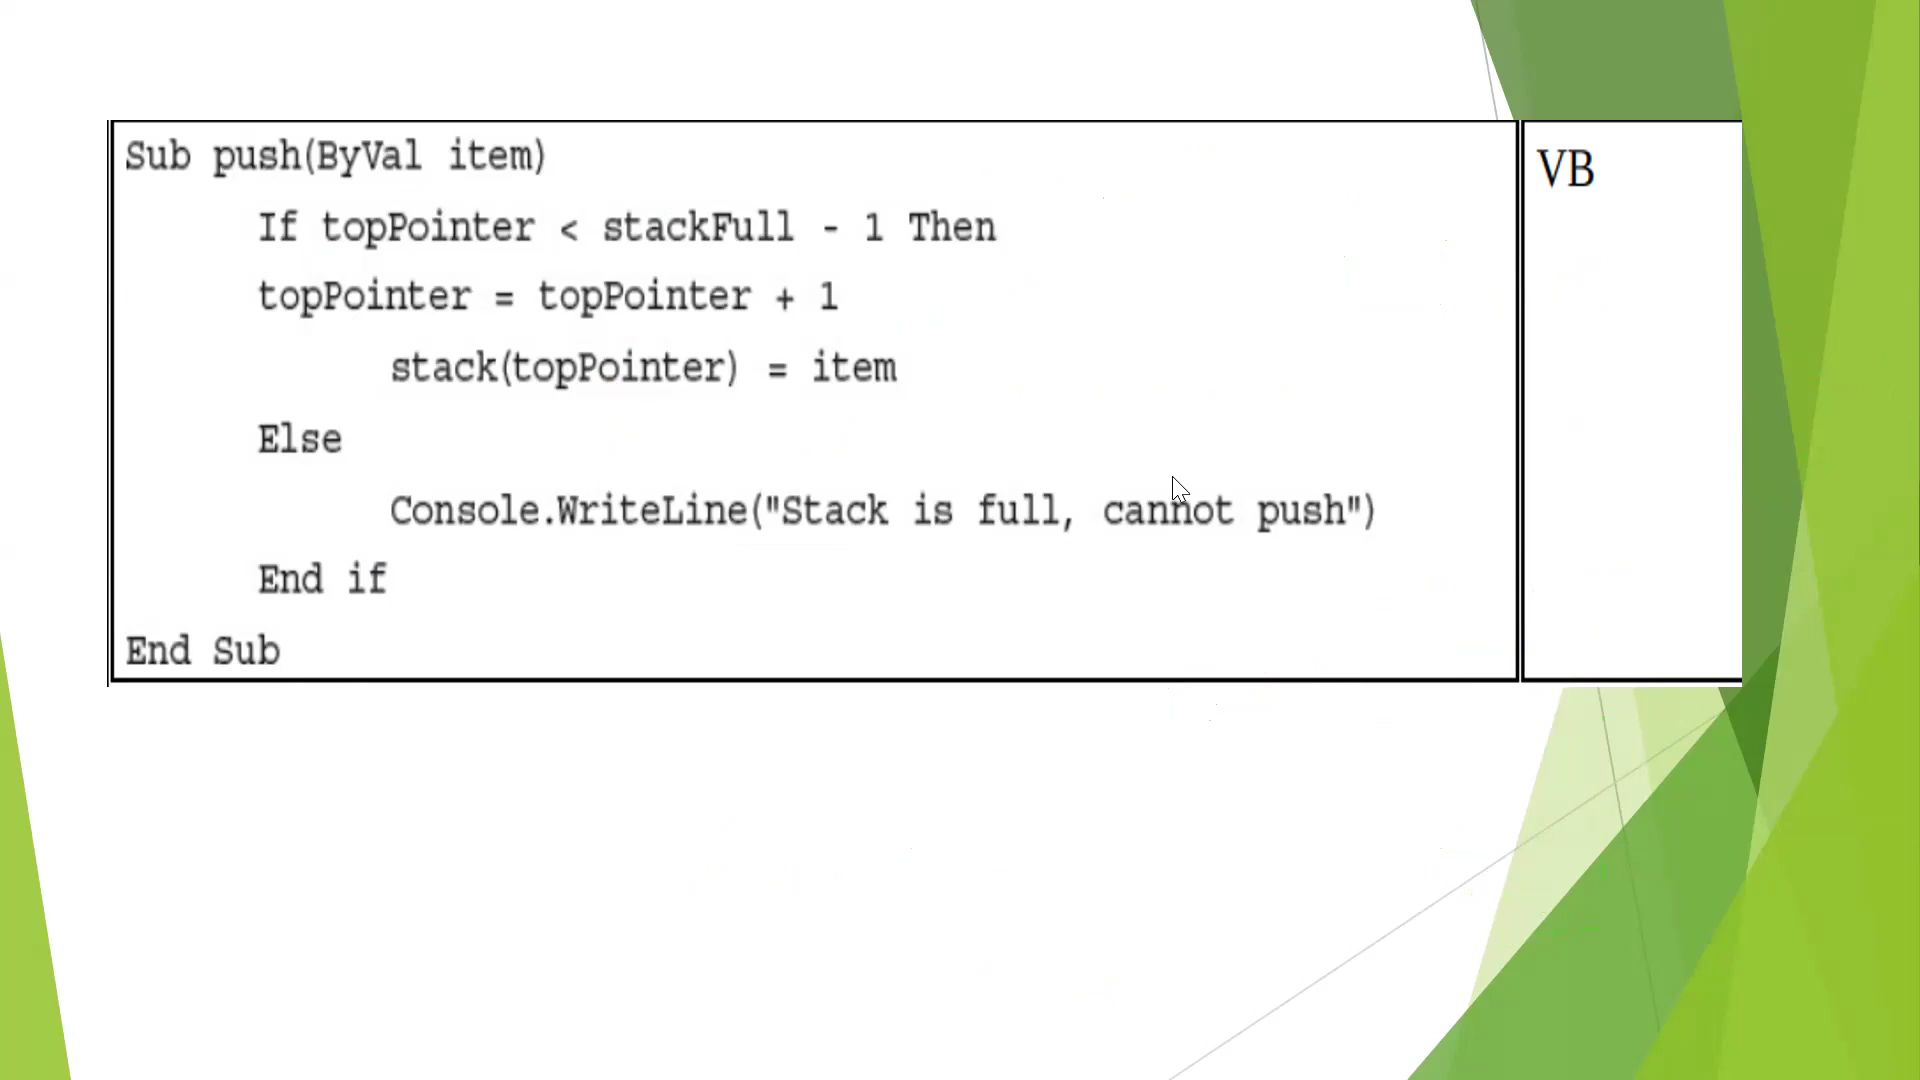 Sub push(ByVal item)
If topPointer < stackFull - 1 Then
topPointer = topPointer + 1
stack(topPointer) = item
Else
Console.WriteLine("Stack is full, cannot push")
End if
End Sub
VB